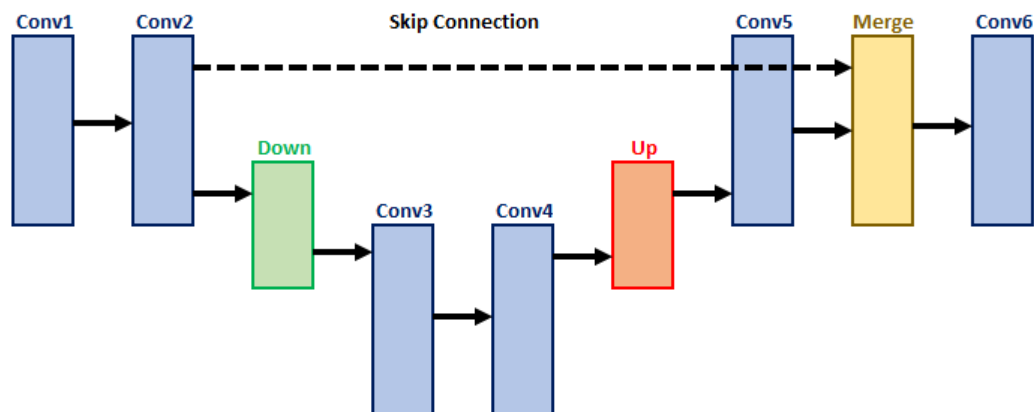 Conv1
Conv2
Skip Connection
Conv5
Merge
Conv6
Down
Up
Conv3
Conv4